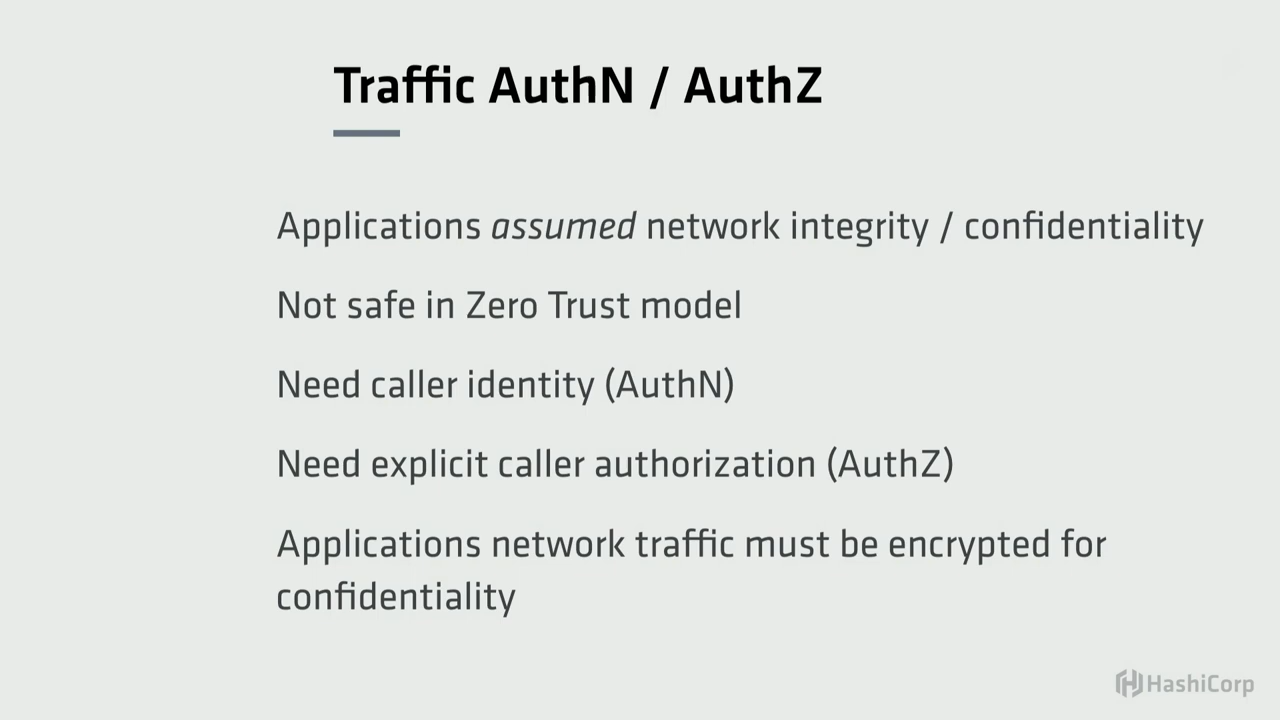 Traffic AuthN / AuthZ
Applications assumed network integrity / confidentiality
Not safe in Zero Trust model
Need caller identity (AuthN)
Need explicit caller authorization (AuthZ)
Applications network traffic must be encrypted for
confidentiality
HashiCorp